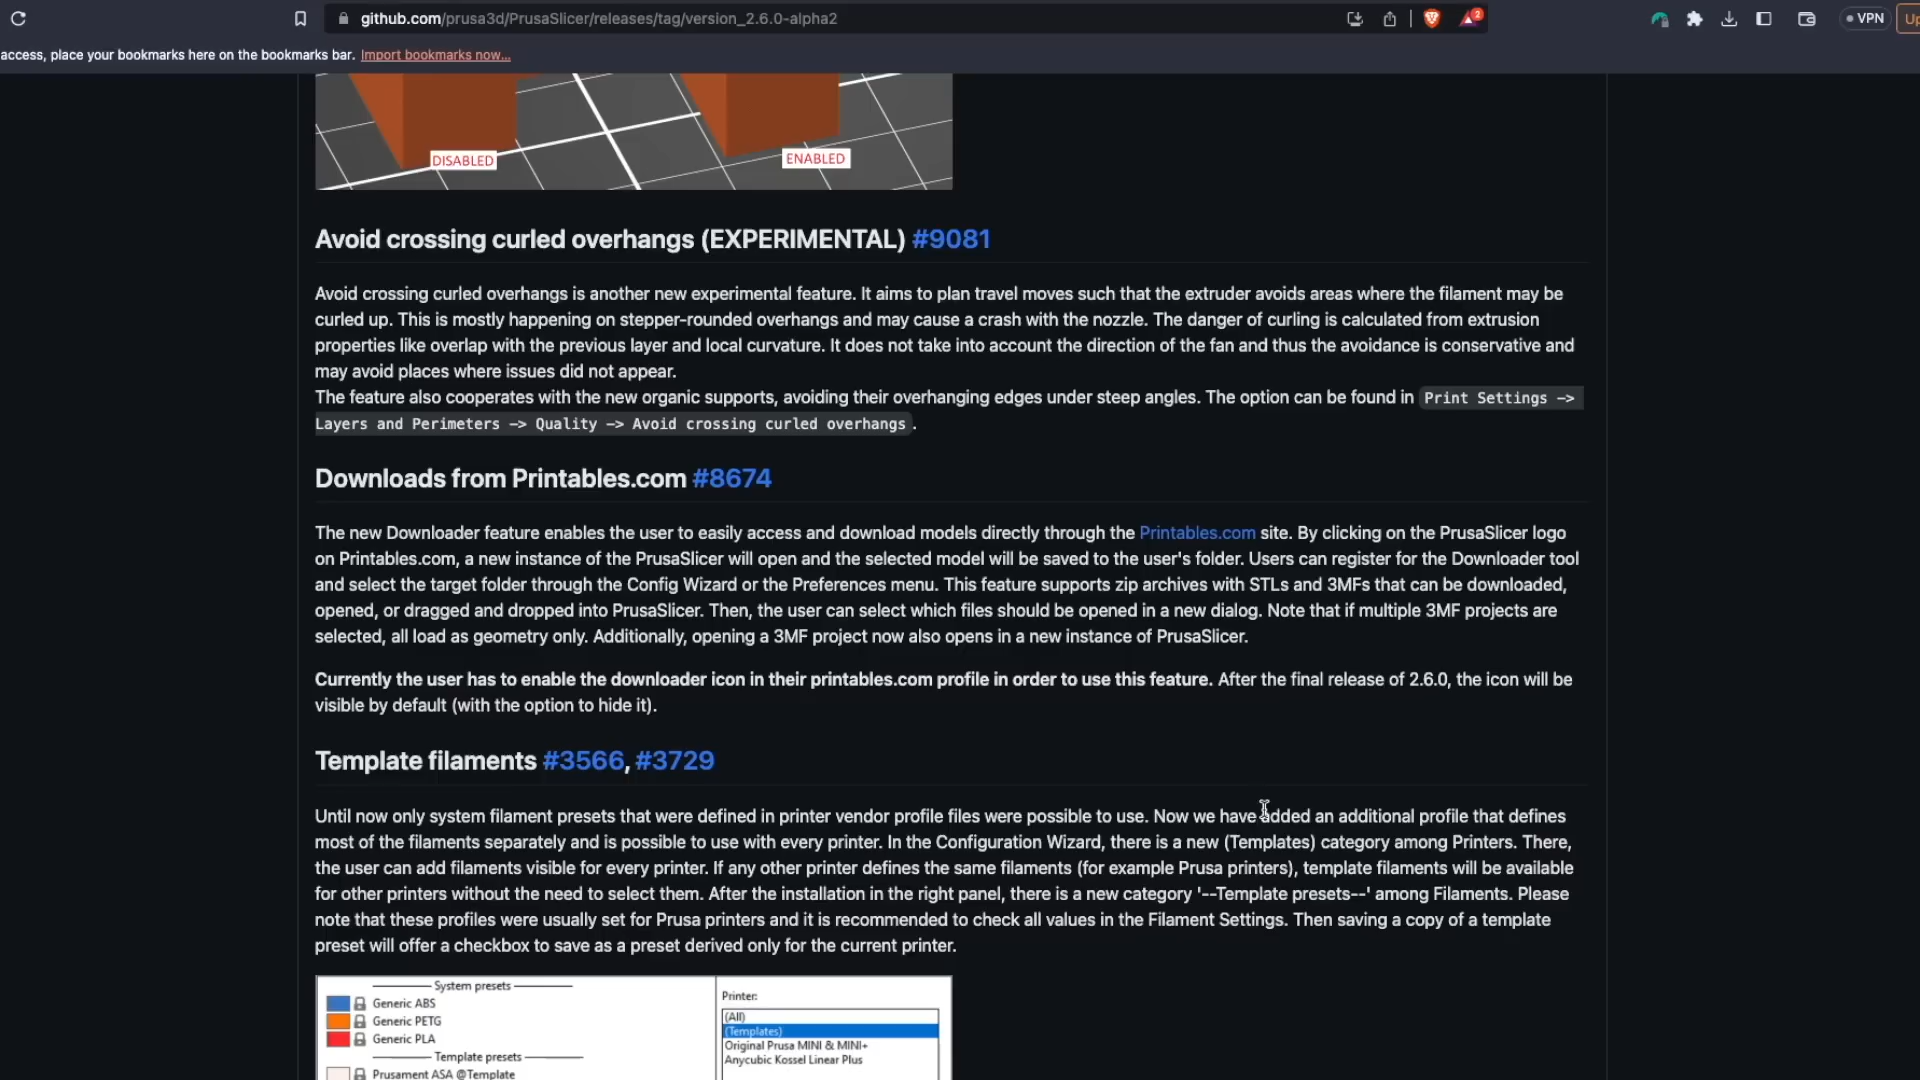 github.com/prusa3d/PrusaSlicer/releases/tag/version_2.6.0-alpha2
2
VPN
Up
access, place your bookmarks here on the bookmarks bar. Import bookmarks now...
DISABLED
ENABLED
Avoid crossing curled overhangs (EXPERIMENTAL) #9081
Avoid crossing curled overhangs is another new experimental feature. It aims to plan travel moves such that the extruder avoids areas where the filament may be
curled up. This is mostly happening on stepper-rounded overhangs and may cause a crash with the nozzle. The danger of curling is calculated from extrusion
properties like overlap with the previous layer and local curvature. It does not take into account the direction of the fan and thus the avoidance is conservative and
may avoid places where issues did not appear.
The feature also cooperates with the new organic supports, avoiding their overhanging edges under steep angles. The option can be found in Print Settings ->
Layers and Perimeters -> Quality -> Avoid crossing curled overhangs.
Downloads from Printables.com #8674
The new Downloader feature enables the user to easily access and download models directly through the Printables.com site. By clicking on the PrusaSlicer logo
on Printables.com, a new instance of the PrusaSlicer will open and the selected model will be saved to the user's folder. Users can register for the Downloader tool
and select the target folder through the Config Wizard or the Preferences menu. This feature supports zip archives with STLs and 3MFs that can be downloaded,
opened, or dragged and dropped into PrusaSlicer. Then, the user can select which files should be opened in a new dialog. Note that if multiple 3MF projects are
selected, all load as geometry only. Additionally, opening a 3MF project now also opens in a new instance of PrusaSlicer.
Currently the user has to enable the downloader icon in their printables.com profile in order to use this feature. After the final release of 2.6.0, the icon will be
visible by default (with the option to hide it).
Template filaments #3566, #3729
Until now only system filament presets that were defined in printer vendor profile files were possible to use. Now we have added an additional profile that defines
most of the filaments separately and is possible to use with every printer. In the Configuration Wizard, there is a new (Templates) category among Printers. There,
the user can add filaments visible for every printer. If any other printer defines the same filaments (for example Prusa printers), template filaments will be available
for other printers without the need to select them. After the installation in the right panel, there is a new category '--Template presets--' among Filaments. Please
note that these profiles were usually set for Prusa printers and it is recommended to check all values in the Filament Settings. Then saving a copy of a template
preset will offer a checkbox to save as a preset derived only for the current printer.
System presets
Generic ABS
Generic PETG
Generic PLA
Template presets
Prusament ASA @Template
Printer:
(All)
(Templates)
Original Prusa MINI & MINI+
Anycubic Kossel Linear Plus